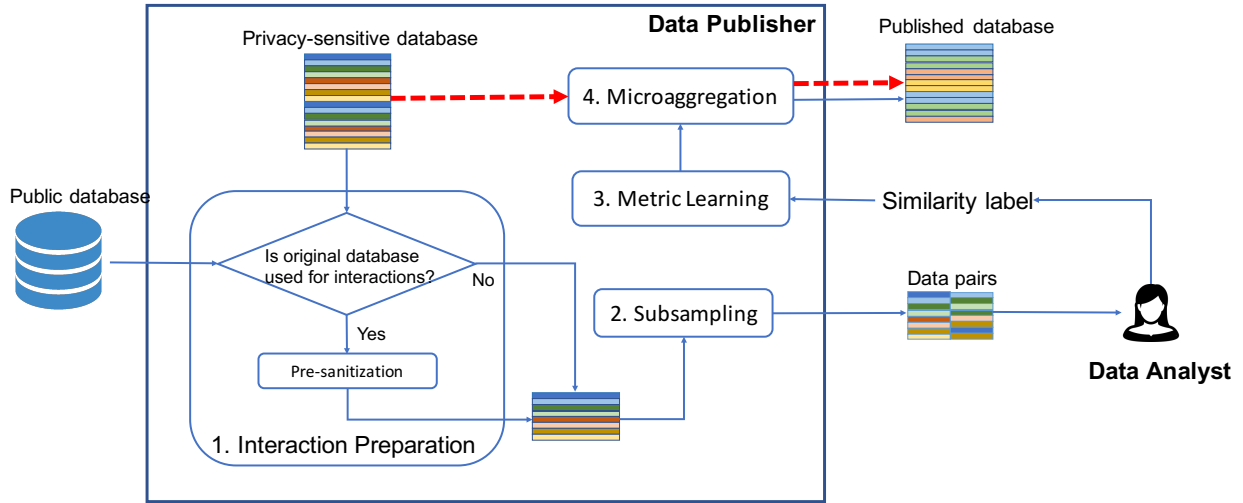 Data Publisher
Privacy-sensitive database
Published database
4. Microaggregation
Public database
3. Metric Learning
Similarity label
Is original database
used for interactions?
No
Data pairs
2. Subsampling
Yes
Pre-sanitization
Data Analyst
1. Interaction Preparation